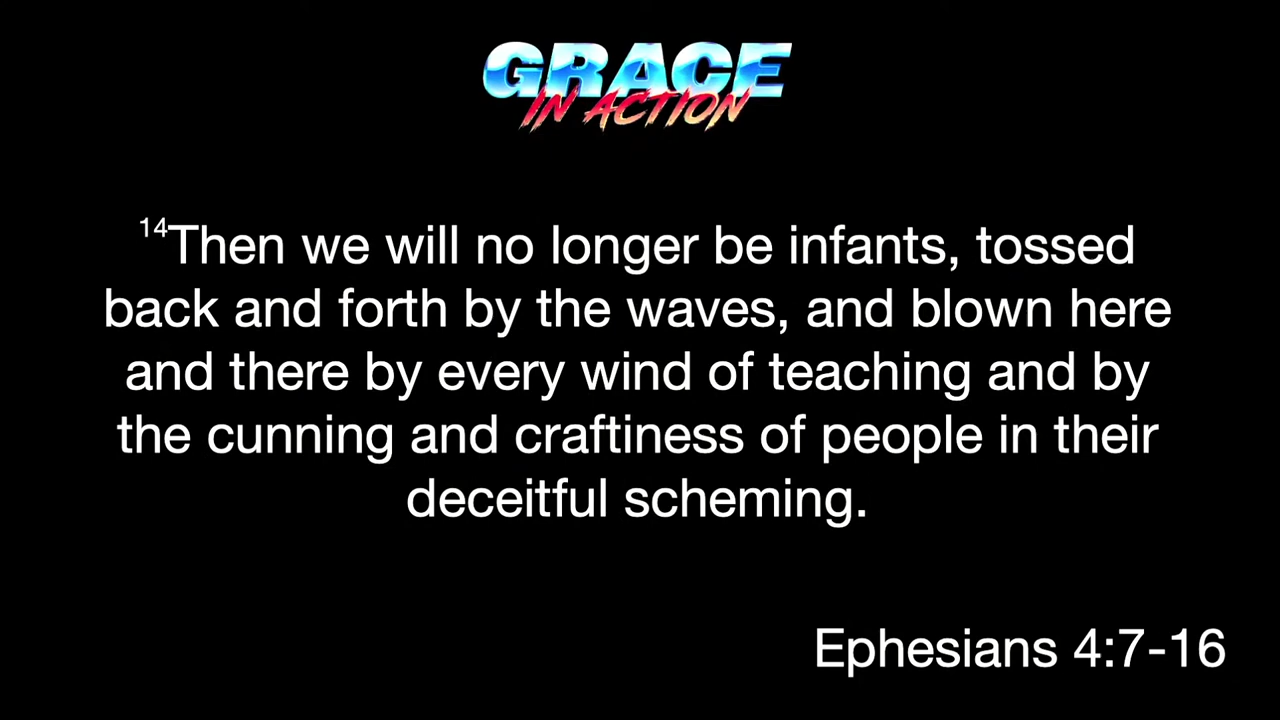 GRACE
IN ACTION
14Then we will no longer be infants, tossed
back and forth by the waves, and blown here
and there by every wind of teaching and by
the cunning and craftiness of people in their
deceitful scheming.
Ephesians 4:7-16